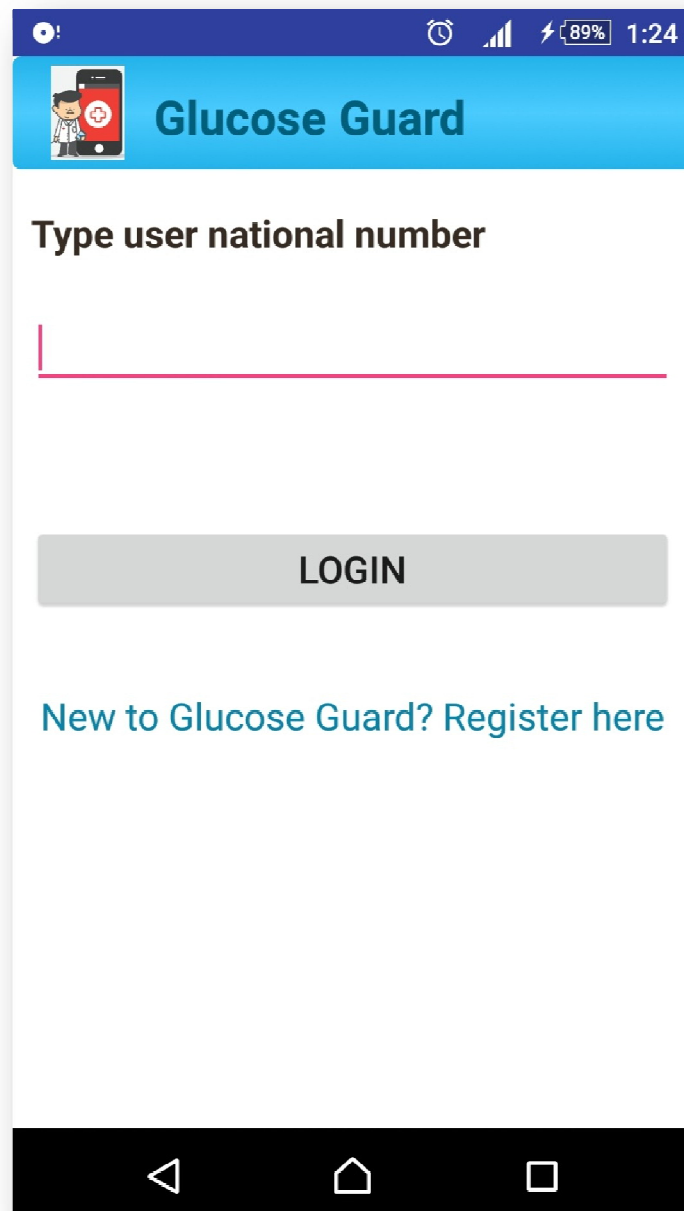 89% 1:24
Glucose Guard
Type user national number
LOGIN
New to Glucose Guard? Register here